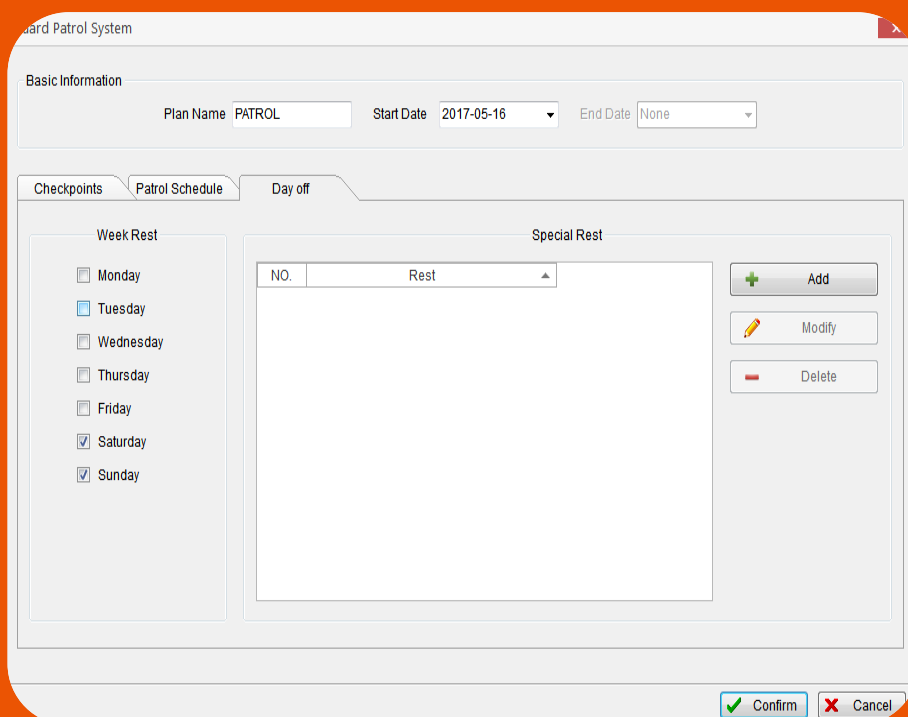 Patrol System
Basic Information
Plan Name PATROL Start Date 2017-05-16 End Date None
Checkpoints Patrol Schedule Day off
Week Rest Special Rest
NO. Rest
Add
Monday
Tuesday
Modify
Wednesday
Thursday
Delete
Friday
Saturday
Sunday
Confirm Cancel